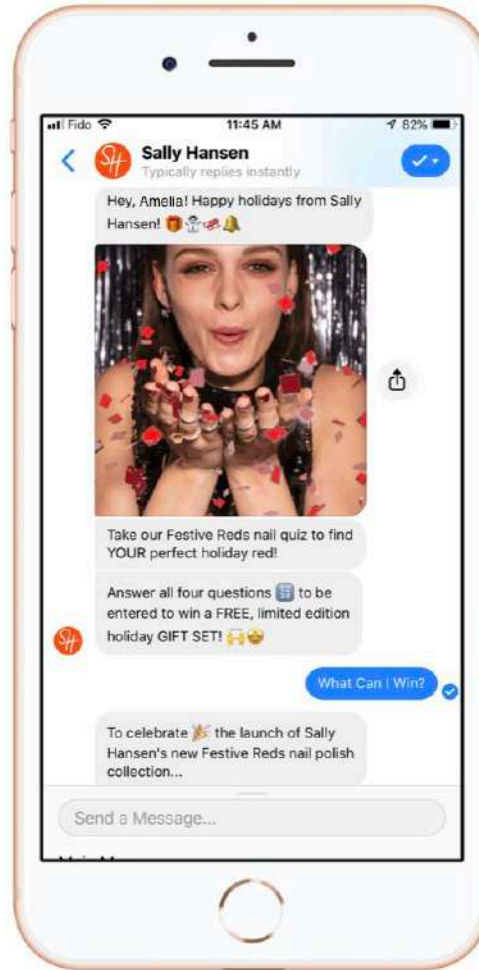 Fido 11:45 AM 82%
SH Sally Hansen
Typically replies instantly
Hey, Amelia! Happy holidays from Sally
Hansen! 🎁⛄🍬🔔
Take our Festive Reds nail quiz to find
YOUR perfect holiday red!
Answer all four questions 🔢 to be
entered to win a FREE, limited edition
holiday GIFT SET! 🙌🤩
SH
What Can I Win?
To celebrate 🎉 the launch of Sally
Hansen's new Festive Reds nail polish
collection...
Send a Message...